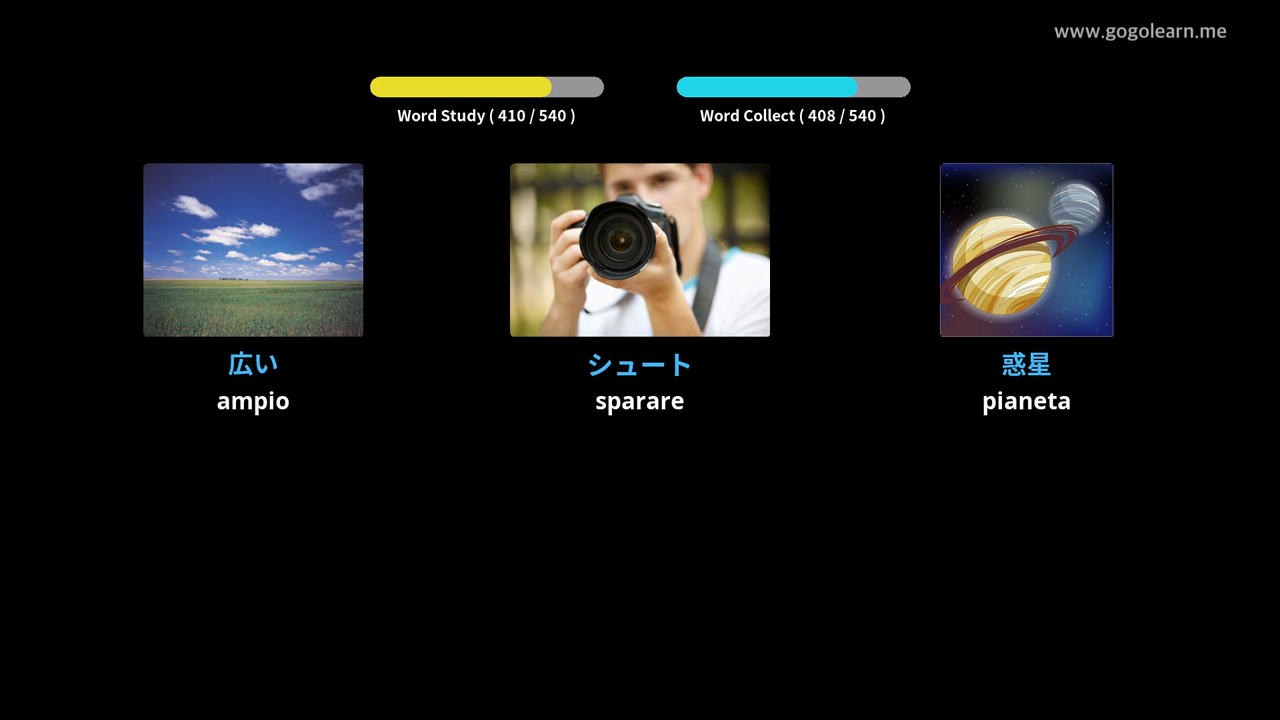 www.gogolearn.me
Word Study ( 410 / 540 )
Word Collect ( 408 / 540 )
広い
シュート
惑星
ampio
sparare
pianeta